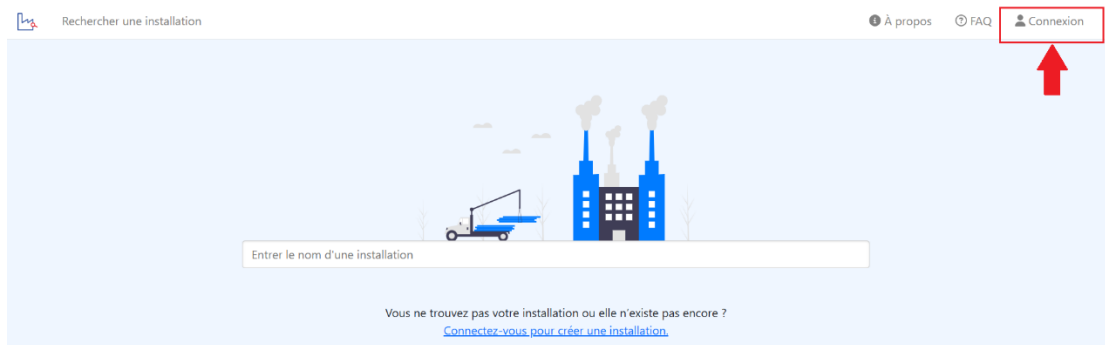 Rechercher une installation
À propos
FAQ
Connexion
Entrer le nom d'une installation
Vous ne trouvez pas votre installation ou elle n'existe pas encore ?
Connectez-vous pour créer une installation.